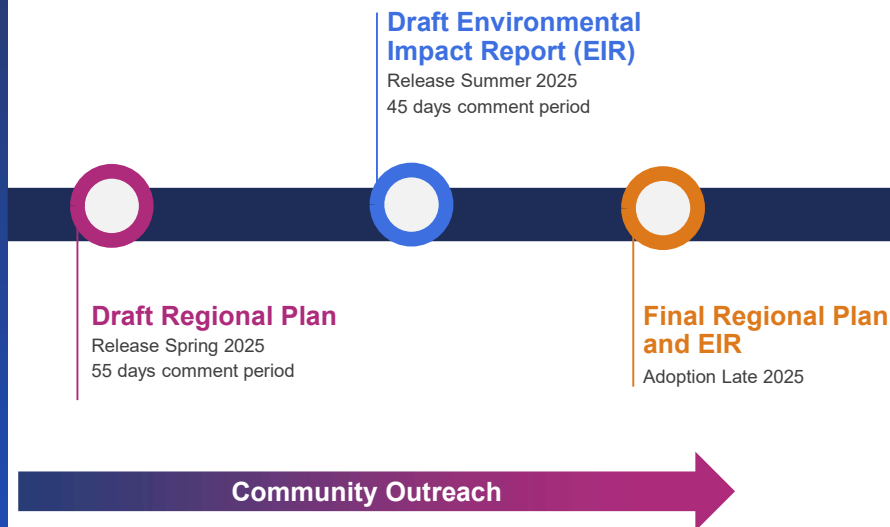 Draft Environmental
Impact Report (EIR)
Release Summer 2025
45 days comment period
Draft Regional Plan
Release Spring 2025
55 days comment period
Final Regional Plan
and EIR
Adoption Late 2025
Community Outreach